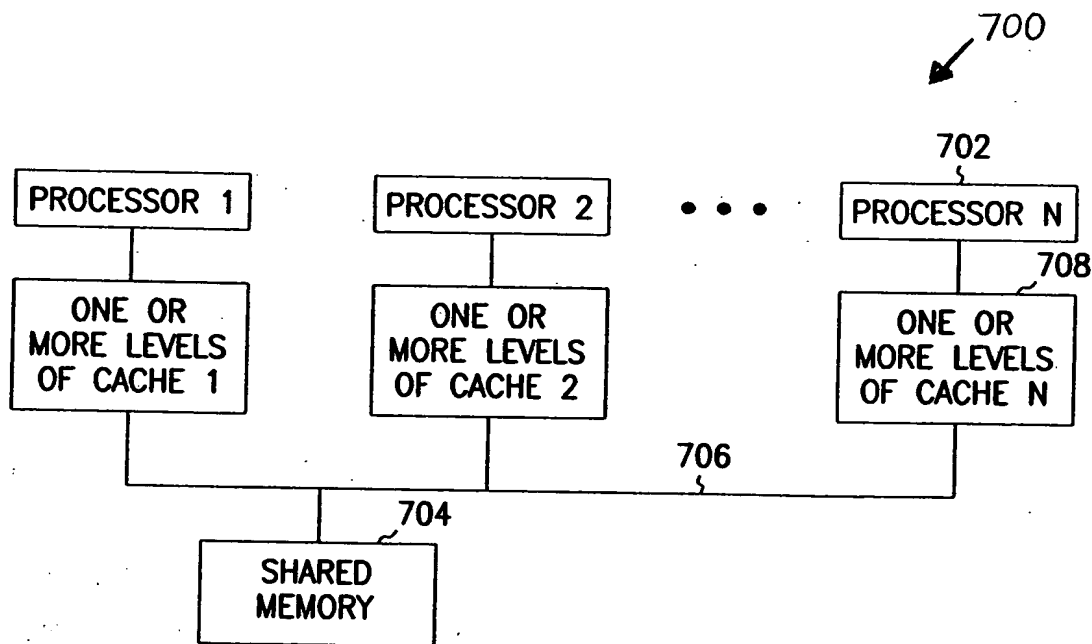 700
702
PROCESSOR 1
PROCESSOR 2
PROCESSOR N
708
ONE OR
MORE LEVELS
OF CACHE 1
ONE OR
MORE LEVELS
OF CACHE 2
ONE OR
MORE LEVELS
OF CACHE N
706
704
SHARED
MEMORY